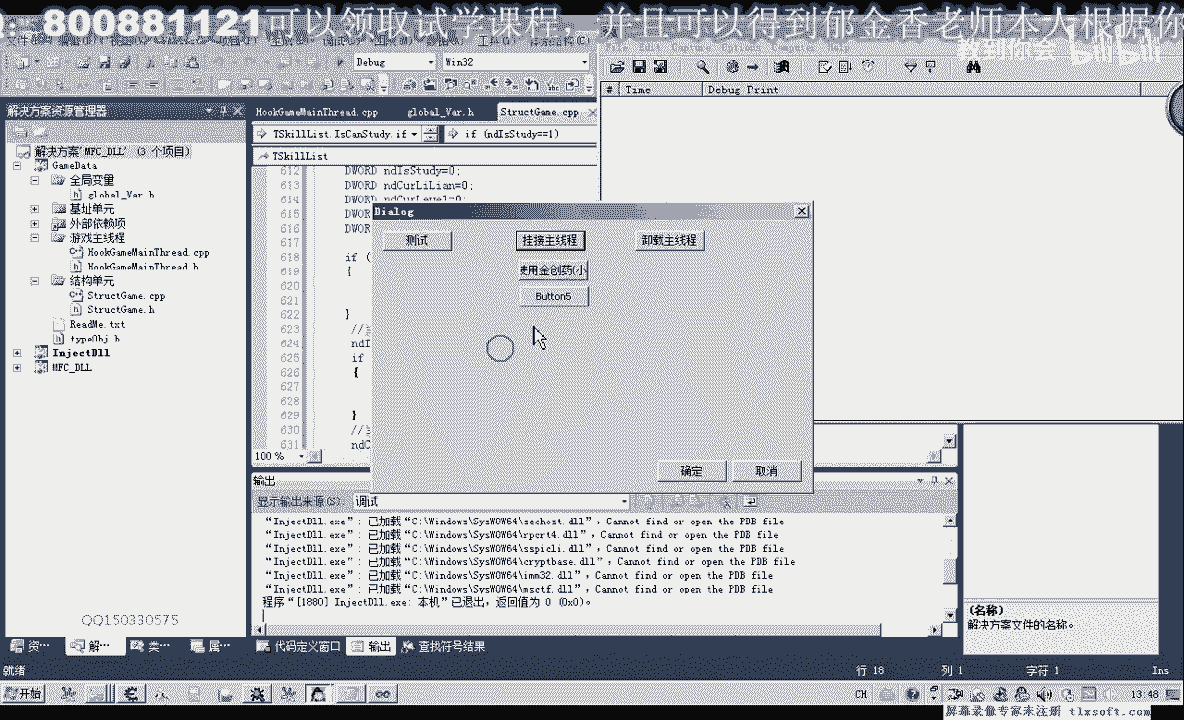 800881121可以领取试学课程，并且可以得到郁金香老师本人根据你
教到你会 bilibili
Debug
Win32
解决方案资源管理器
HookGameMainThread.cpp
global_Var.h
StructGame.cpp
# Time Debug Print
TSkillList.IsCanStudy.if
if (ndIsStudy==1)
TSkillList
解决方案"MFC_DLL" (3 个项目)
GameData
全局变量
global_Var.h
基址单元
外部依赖项
游戏主线程
HookGameMainThread.cpp
HookGameMainThread.h
结构单元
StructGame.cpp
StructGame.h
ReadMe.txt
typeObj.h
InjectDll
MFC_DLL
612 DWORD ndIsStudy=0;
613 DWORD ndCurLiLian=0;
614 DWORD ndCurLevel=0;
615 DWOR
616 DWOR
617
618 if (
619 {
620
621
622 }
623
624 ndI
625 if
626 {
627
628
629 }
630
631 ndC
100 %
Dialog
测试
挂接主线程
卸载主线程
使用金创药(小
Button5
确定
取消
输出
显示输出来源(S): 调试
"InjectDll.exe": 已加载"C:\Windows\SysWOW64\sechost.dll", Cannot find or open the PDB file
"InjectDll.exe": 已加载"C:\Windows\SysWOW64\rpcrt4.dll", Cannot find or open the PDB file
"InjectDll.exe": 已加载"C:\Windows\SysWOW64\sspicli.dll", Cannot find or open the PDB file
"InjectDll.exe": 已加载"C:\Windows\SysWOW64\cryptbase.dll", Cannot find or open the PDB file
"InjectDll.exe": 已加载"C:\Windows\SysWOW64\imm32.dll", Cannot find or open the PDB file
"InjectDll.exe": 已加载"C:\Windows\SysWOW64\msctf.dll", Cannot find or open the PDB file
程序"[1880] InjectDll.exe: 本机"已退出，返回值为 0 (0x0)。
(名称)
解决方案文件的名称。
QQ150330575
资…
解…
类…
属…
代码定义窗口
输出
查找符号结果
就绪
行 18
列 1
字符 1
Ins
开始
CH
13:48
屏幕录像专家未注册 tlxsoft.com